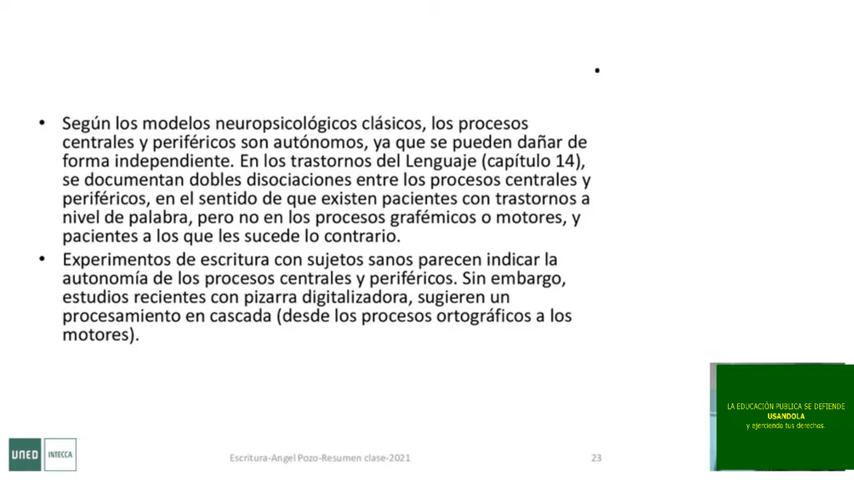 • Según los modelos neuropsicológicos clásicos, los procesos
centrales y periféricos son autónomos, ya que se pueden dañar de
forma independiente. En los trastornos del Lenguaje (capítulo 14),
se documentan dobles disociaciones entre los procesos centrales y
periféricos, en el sentido de que existen pacientes con trastornos a
nivel de palabra, pero no en los procesos grafémicos o motores, y
pacientes a los que les sucede lo contrario.
• Experimentos de escritura con sujetos sanos parecen indicar la
autonomía de los procesos centrales y periféricos. Sin embargo,
estudios recientes con pizarra digitalizadora, sugieren un
procesamiento en cascada (desde los procesos ortográficos a los
motores).
LA EDUCACIÓN PUBLICA SE DEFIENDE
USANDOLA
y ejerciendo tus derechos.
UNED INTECCA
Escritura-Angel Pozo-Resumen clase-2021
23